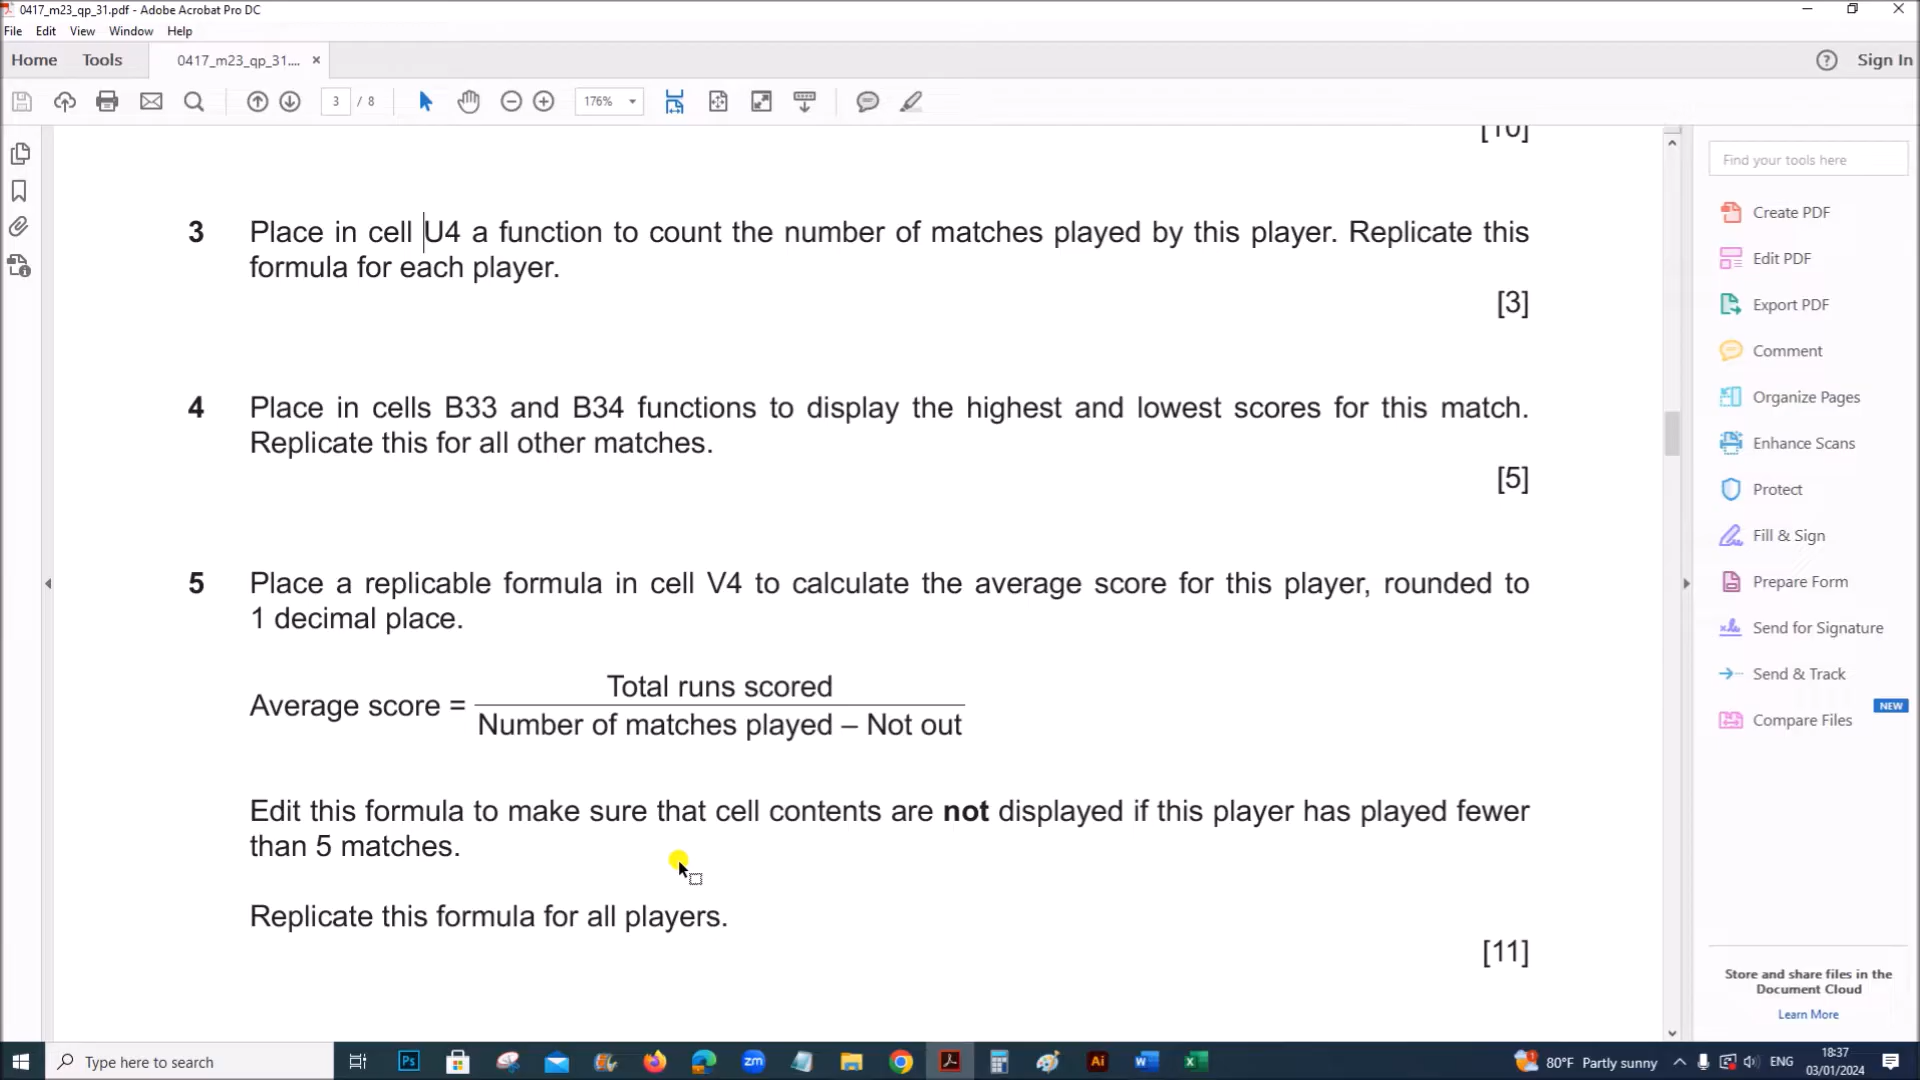 0417_m23_qp_31.pdf - Adobe Acrobat Pro DC
File Edit View Window Help
Home Tools 0417_m23_qp_31.... × Sign In
3 / 8 176%
[10]
3 Place in cell U4 a function to count the number of matches played by this player. Replicate this
formula for each player.
[3]
4 Place in cells B33 and B34 functions to display the highest and lowest scores for this match.
Replicate this for all other matches.
[5]
5 Place a replicable formula in cell V4 to calculate the average score for this player, rounded to
1 decimal place.
Average score = Total runs scored
Number of matches played – Not out
Edit this formula to make sure that cell contents are not displayed if this player has played fewer
than 5 matches.
Replicate this formula for all players.
[11]
Find your tools here
Create PDF
Edit PDF
Export PDF
Comment
Organize Pages
Enhance Scans
Protect
Fill & Sign
Prepare Form
Send for Signature
Send & Track
NEW
Compare Files
Store and share files in the
Document Cloud
Learn More
Type here to search
Ps
zm
Ai
80°F Partly sunny
ENG
18:37
03/01/2024